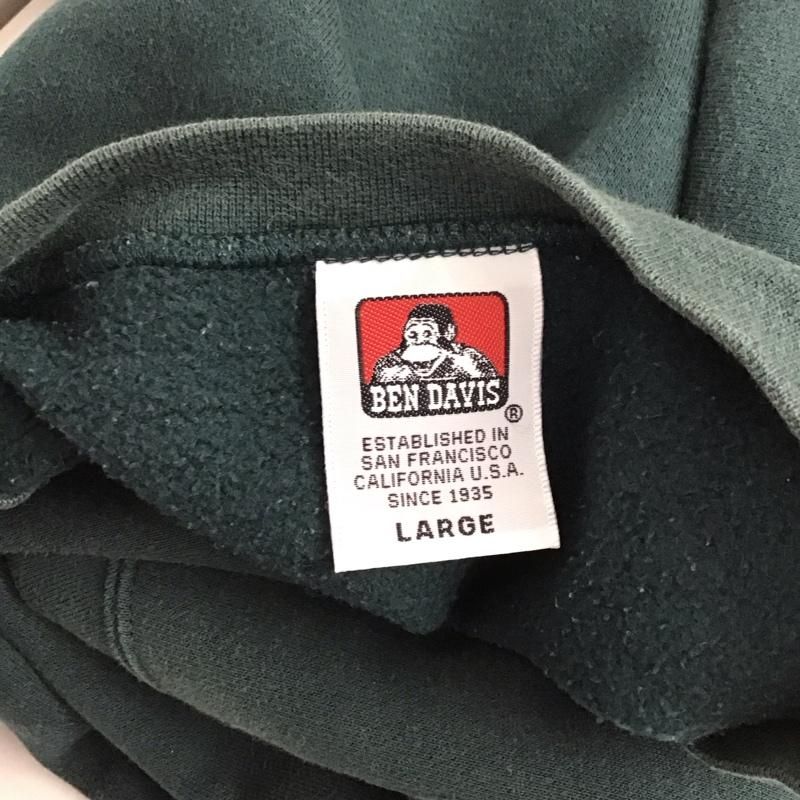 BEN DAVIS
®
ESTABLISHED IN
SAN FRANCISCO
CALIFORNIA U.S.A.
SINCE 1935
LARGE